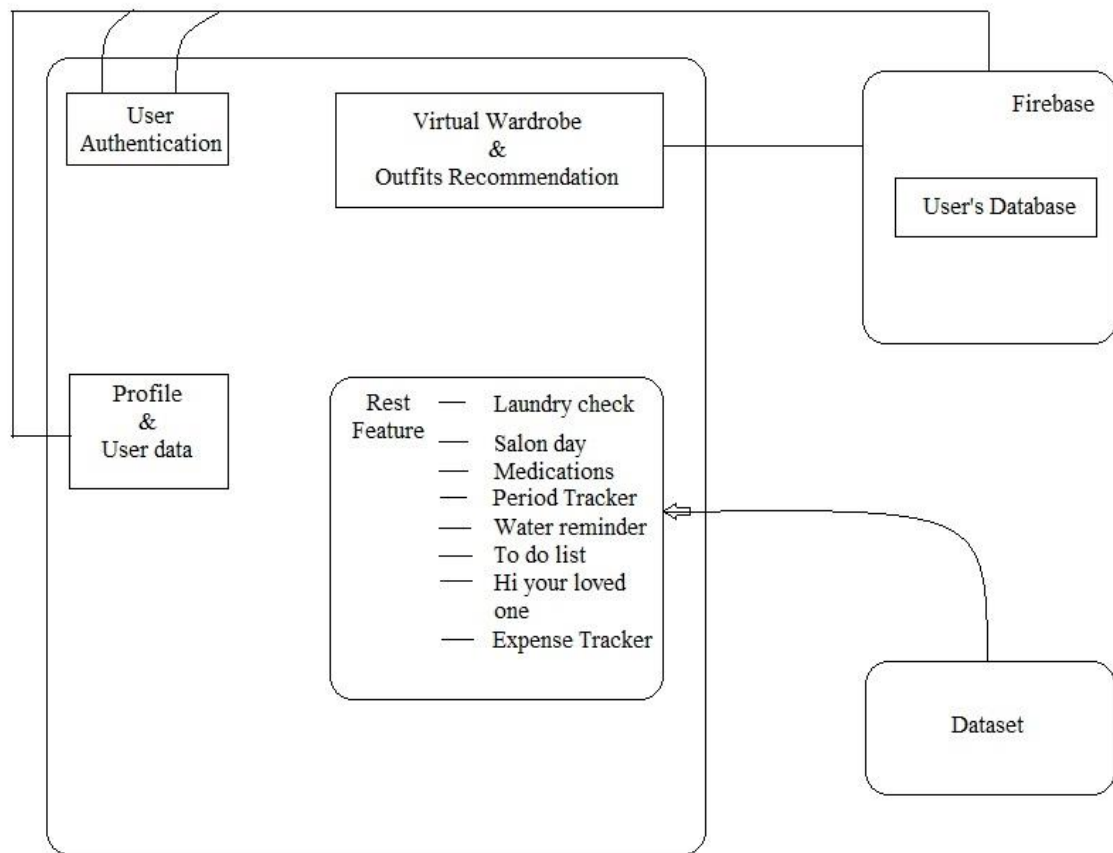 User
Authentication
Virtual Wardrobe
&
Outfits Recommendation
Firebase
User's Database
Profile
&
User data
Rest
Feature
Laundry check
Salon day
Medications
Period Tracker
Water reminder
To do list
Hi your loved
one
Expense Tracker
Dataset